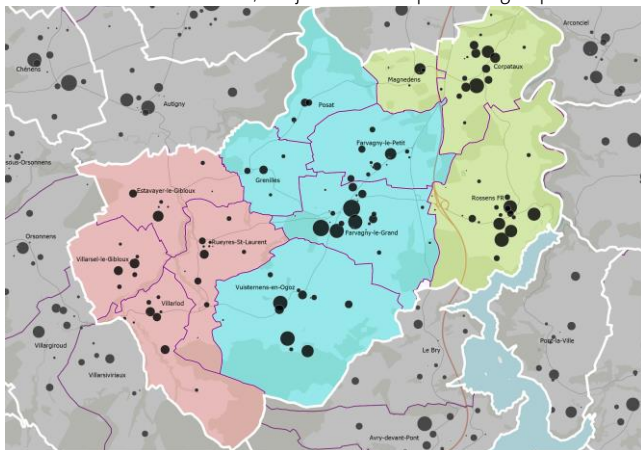 Arconciel
Chénens
Corpataux
Magnedens
Autigny
Posat
Farvagny-le-Petit
sous-Orsonnens
Grenilles
Estavayer-le-Gibloux
Rossens FR
Farvagny-le-Grand
Orsonnens
Rueyres-St-Laurent
Villarsel-le-Gibloux
Vuisternens-en-Ogoz
Villarlod
Villargiroud
Le Bry
Pont-la-Ville
Villarsiviriaux
Avry-devant-Pont